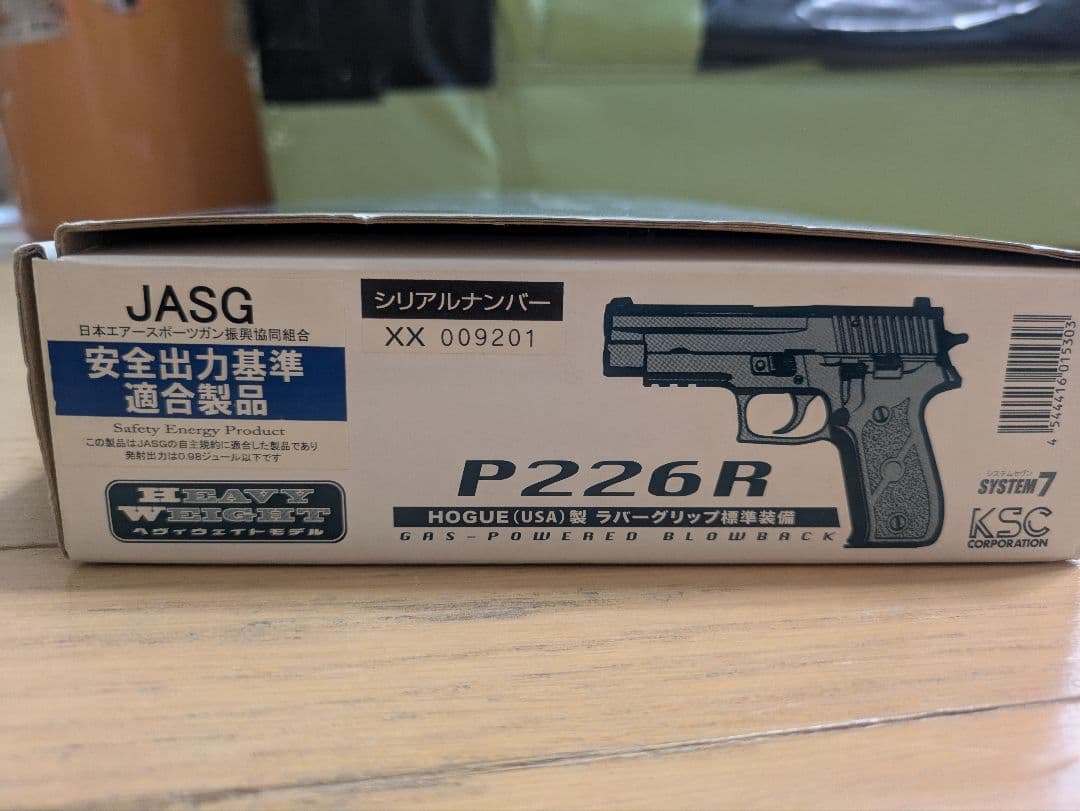 JASG
日本エアースポーツガン振興協同組合
安全出力基準
適合製品
Safety Energy Product
この製品はJASGの自主規約に適合した製品であり
発射出力は0.98ジュール以下です
HEAVY
WEIGHT
ヘヴィウェイトモデル
シリアルナンバー
XX 009201
P226R
HOGUE(USA)製 ラバーグリップ標準装備
GAS-POWERED BLOWBACK
4 544416 015303
システムセヴン
SYSTEM7
KSC
CORPORATION